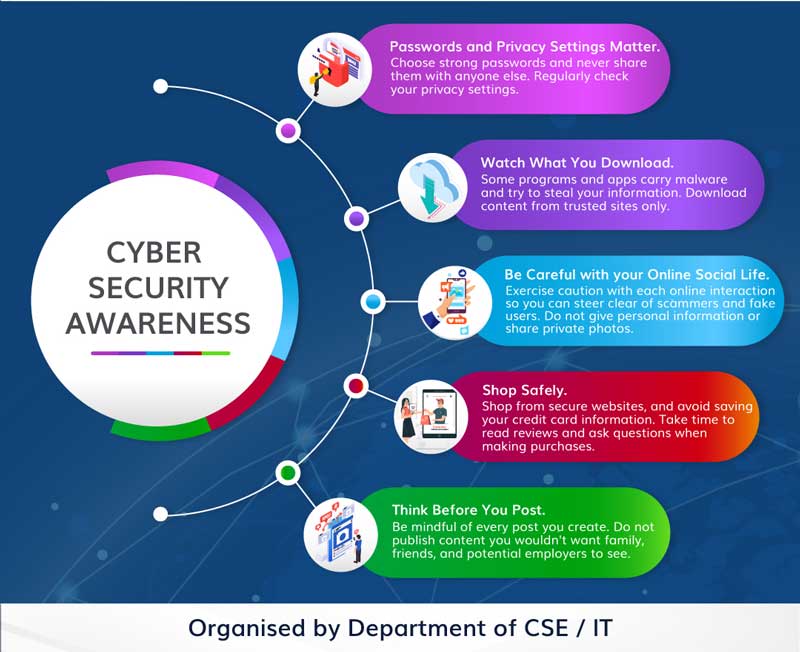 CYBER
SECURITY
AWARENESS
Passwords and Privacy Settings Matter.
Choose strong passwords and never share
them with anyone else. Regularly check
your privacy settings.
Watch What You Download.
Some programs and apps carry malware
and try to steal your information. Download
content from trusted sites only.
Be Careful with your Online Social Life.
Exercise caution with each online interaction
so you can steer clear of scammers and fake
users. Do not give personal information or
share private photos.
Shop Safely.
Shop from secure websites, and avoid saving
your credit card information. Take time to
read reviews and ask questions when
making purchases.
Think Before You Post.
Be mindful of every post you create. Do not
publish content you wouldn't want family,
friends, and potential employers to see.
Organised by Department of CSE / IT